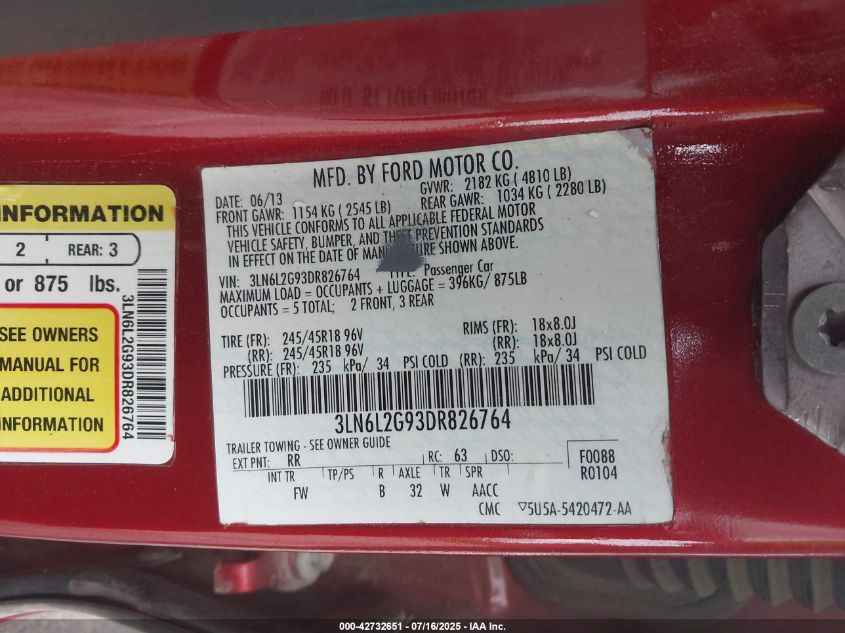 INFORMATION
2 REAR: 3
or 875 lbs.
SEE OWNERS
MANUAL FOR
ADDITIONAL
INFORMATION
3LN6L2G93DR826764
MFD. BY FORD MOTOR CO.
DATE: 06/13 GVWR: 2182 KG ( 4810 LB)
FRONT GAWR: 1154 KG ( 2545 LB) REAR GAWR: 1034 KG ( 2280 LB)
THIS VEHICLE CONFORMS TO ALL APPLICABLE FEDERAL MOTOR
VEHICLE SAFETY, BUMPER, AND THEFT PREVENTION STANDARDS
IN EFFECT ON THE DATE OF SHOWN ABOVE.
VIN: 3LN6L2G93DR826764 TYPE: Passenger Car
MAXIMUM LOAD = OCCUPANTS + LUGGAGE = 396KG/ 875LB
OCCUPANTS = 5 TOTAL; 2 FRONT, 3 REAR
TIRE (FR): 245/45R18 96V RIMS (FR): 18x8.0J
(RR): 245/45R18 96V (RR): 18x8.0J
PRESSURE (FR): 235 kPa/ 34 PSI COLD (RR): 235 kPa/ 34 PSI COLD
3LN6L2G93DR826764
TRAILER TOWING - SEE OWNER GUIDE
EXT PNT: RR RC: 63 DSO: F0088
INT TR TP/PS R AXLE TR SPR R0104
FW B 32 W AACC
CMC ▽5U5A-5420472-AA
000-42732651 07/16/2025 - IAA Inc.